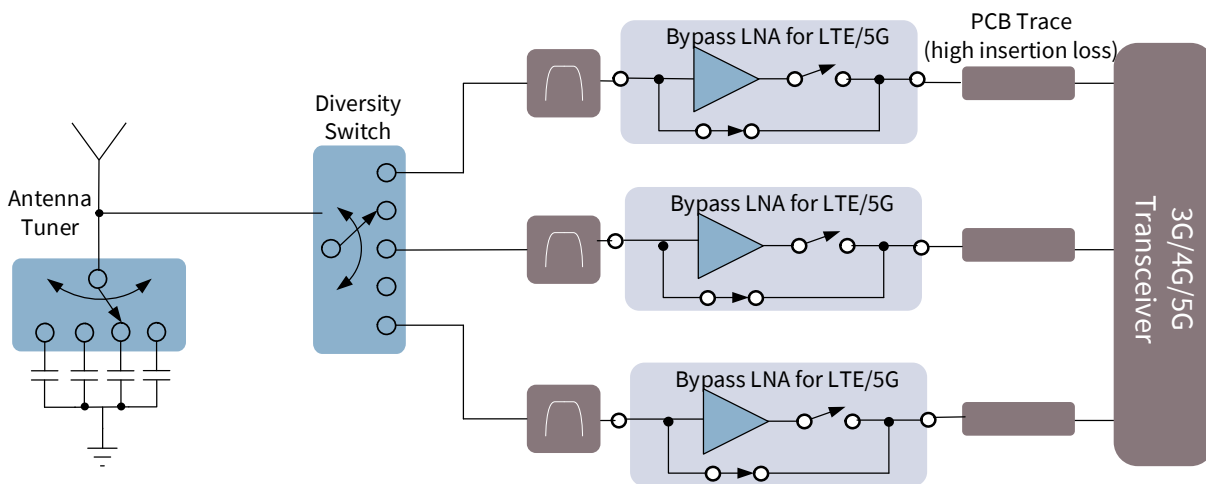 Bypass LNA for LTE/5G
PCB Trace
(high insertion loss)
Diversity
Switch
Antenna
Tuner
Bypass LNA for LTE/5G
3G/4G/5G
Transceiver
Bypass LNA for LTE/5G